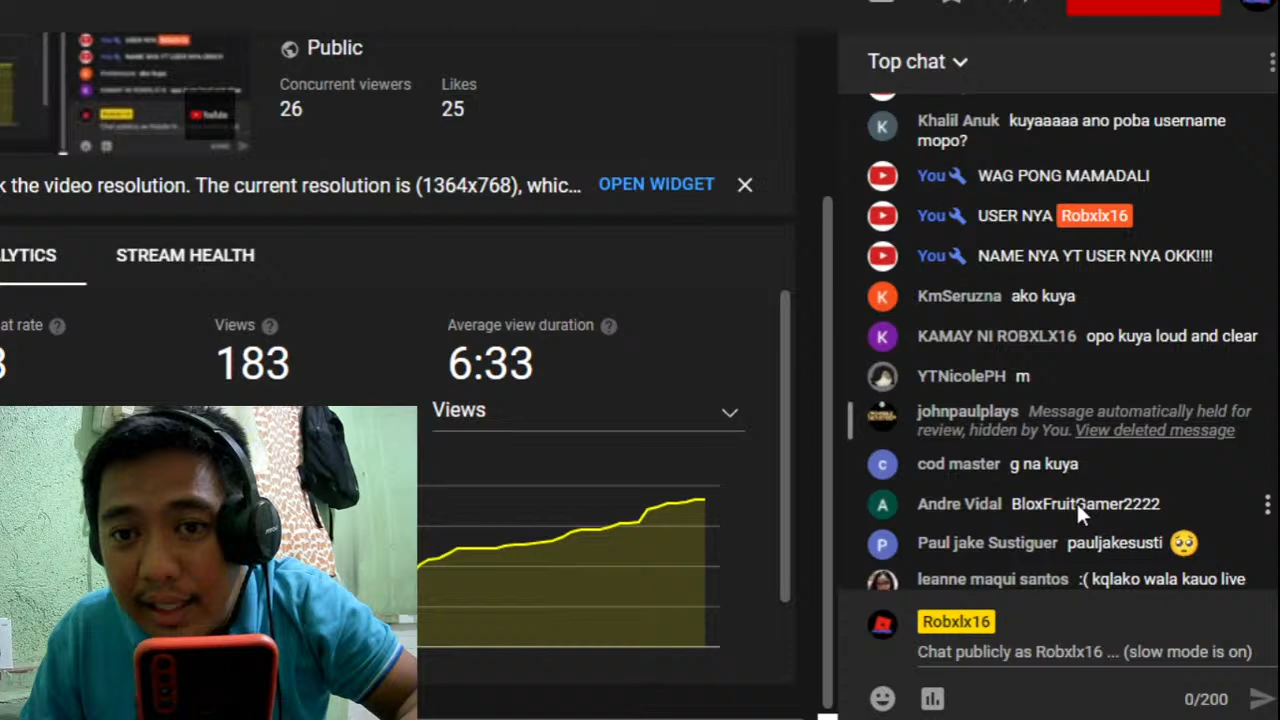 Public
Concurrent viewers
Likes
26
25
k the video resolution. The current resolution is (1364x768), whic...
OPEN WIDGET
LYTICS
STREAM HEALTH
at rate
Views
Average view duration
183
6:33
Views
Top chat
Khalil Anuk kuyaaaaa ano poba username
mopo?
You WAG PONG MAMADALI
You USER NYA Robxlx16
You NAME NYA YT USER NYA OKK!!!!
KmSeruzna ako kuya
KAMAY NI ROBXLX16 opo kuya loud and clear
YTNicolePH m
johnpaulplays Message automatically held for
review, hidden by You. View deleted message
cod master g na kuya
Andre Vidal BloxFruitGamer2222
Paul jake Sustiguer pauljakesusti
leanne maqui santos :( kqlako wala kauo live
Robxlx16
Chat publicly as Robxlx16 ... (slow mode is on)
0/200